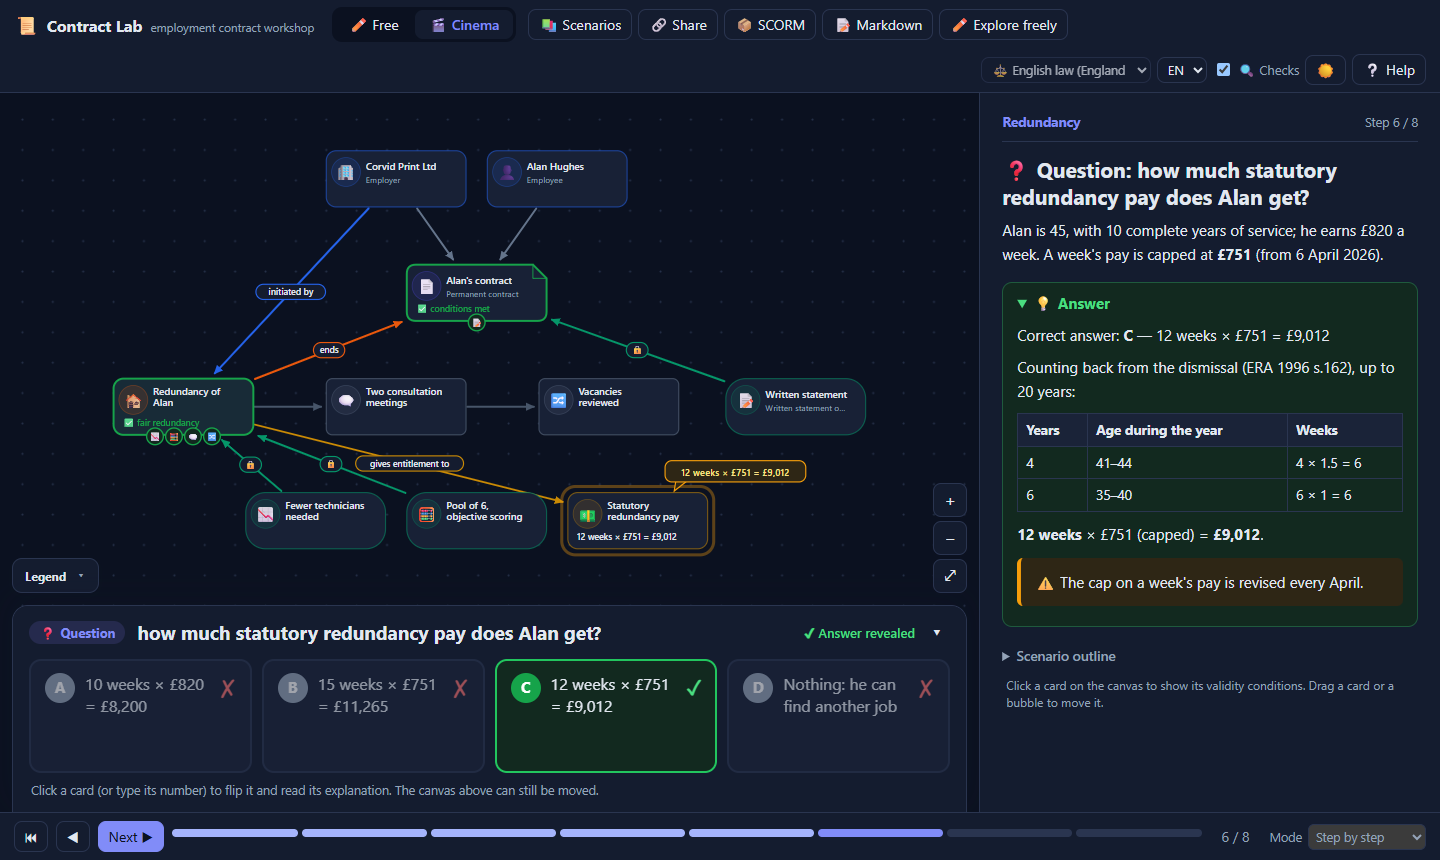 Contract Lab employment contract workshop
Free
Cinema
Scenarios
Share
SCORM
Markdown
Explore freely
English law (England
EN
Checks
? Help
Corvid Print Ltd
Employer
Alan Hughes
Employee
initiated by
Alan's contract
Permanent contract
conditions met
ends
Redundancy of
Alan
fair redundancy
Two consultation
meetings
Vacancies
reviewed
Written statement
Written statement o…
gives entitlement to
12 weeks × £751 = £9,012
Fewer technicians
needed
Pool of 6,
objective scoring
Statutory
redundancy pay
12 weeks × £751 = £9,012
+
−
Legend
Question
how much statutory redundancy pay does Alan get?
✓ Answer revealed
A
10 weeks × £820
= £8,200
B
15 weeks × £751
= £11,265
C
12 weeks × £751
= £9,012
D
Nothing: he can
find another job
Click a card (or type its number) to flip it and read its explanation. The canvas above can still be moved.
Redundancy
Step 6 / 8
❓ Question: how much statutory
redundancy pay does Alan get?
Alan is 45, with 10 complete years of service; he earns £820 a
week. A week's pay is capped at £751 (from 6 April 2026).
Answer
Correct answer: C — 12 weeks × £751 = £9,012
Counting back from the dismissal (ERA 1996 s.162), up to
20 years:
Years Age during the year Weeks
4 41–44 4 × 1.5 = 6
6 35–40 6 × 1 = 6
12 weeks × £751 (capped) = £9,012.
The cap on a week's pay is revised every April.
Scenario outline
Click a card on the canvas to show its validity conditions. Drag a card or a
bubble to move it.
Next
6 / 8
Mode
Step by step